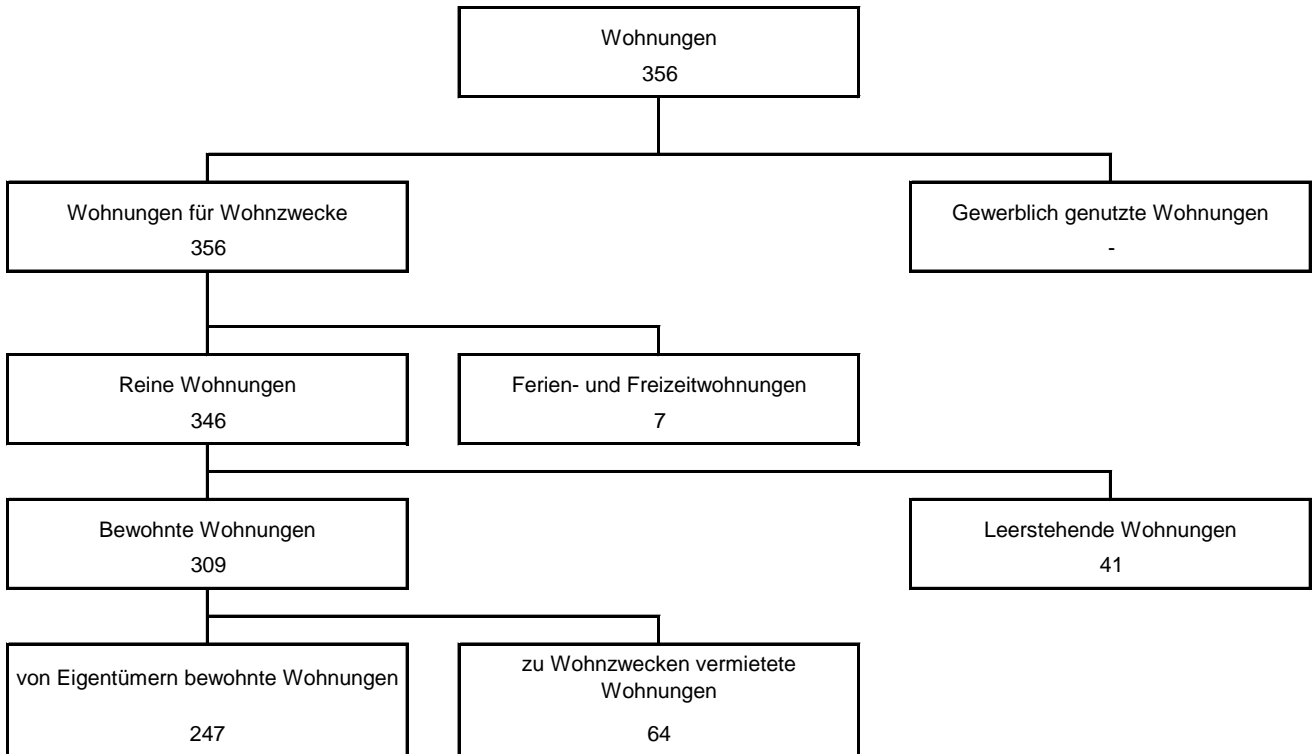 Wohnungen
356
Wohnungen für Wohnzwecke
356
Gewerblich genutzte Wohnungen
-
Reine Wohnungen
346
Ferien- und Freizeitwohnungen
7
Bewohnte Wohnungen
309
Leerstehende Wohnungen
41
von Eigentümern bewohnte Wohnungen
247
zu Wohnzwecken vermietete
Wohnungen
64